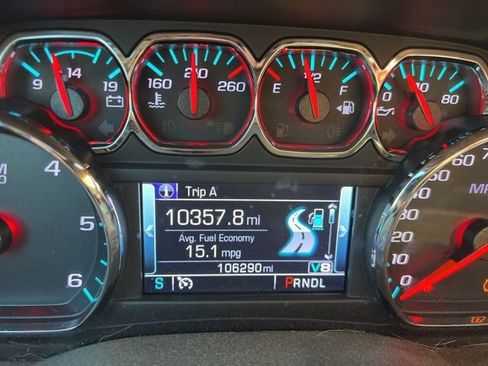 9 14 19
160 210 260
E 1/2 F
0 40 80
4
5
6
Trip A
10357.8 mi
Avg. Fuel Economy
15.1 mpg
106290 mi V8
S PRNDL
70
60
50
40
30
20
10
0